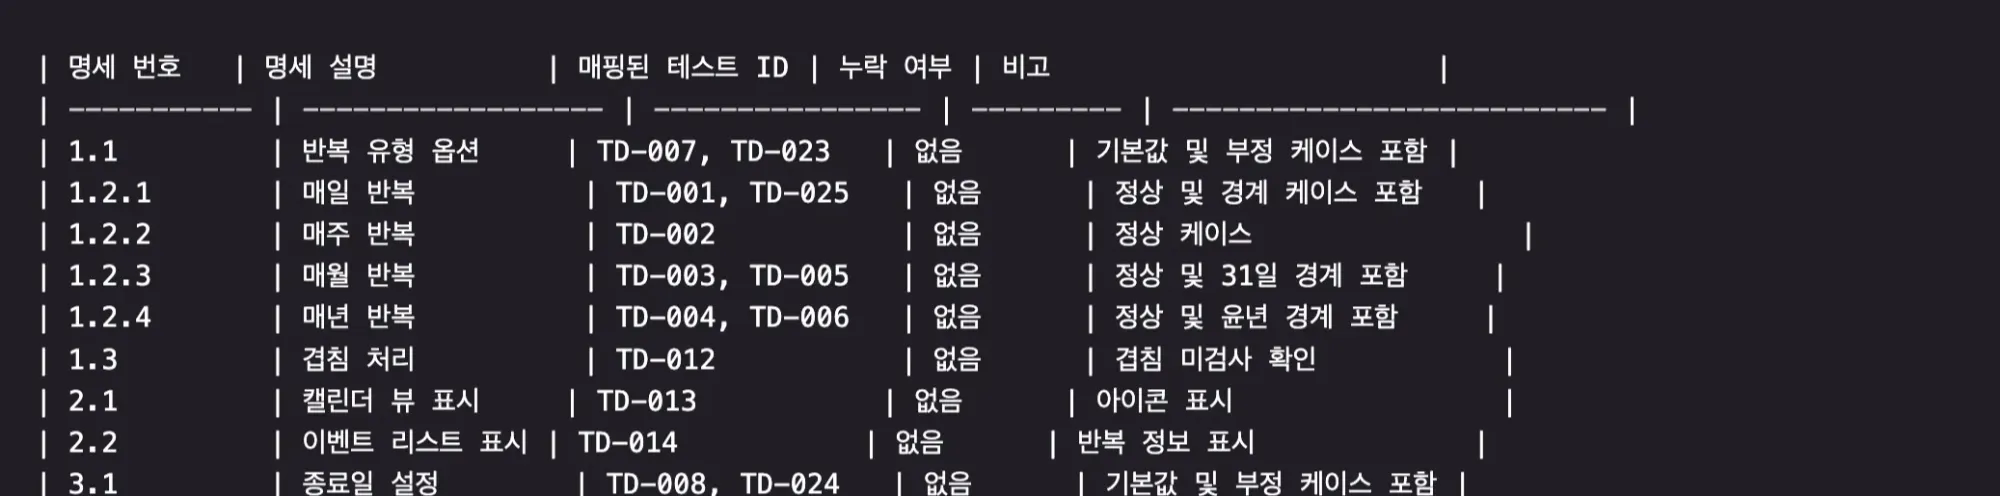 | 명세 번호 | 명세 설명 | 매핑된 테스트 ID | 누락 여부 | 비고 |
| ----------- | ------------------ | ---------------- | --------- | -------------------------- |
| 1.1 | 반복 유형 옵션 | TD-007, TD-023 | 없음 | 기본값 및 부정 케이스 포함 |
| 1.2.1 | 매일 반복 | TD-001, TD-025 | 없음 | 정상 및 경계 케이스 포함 |
| 1.2.2 | 매주 반복 | TD-002 | 없음 | 정상 케이스 |
| 1.2.3 | 매월 반복 | TD-003, TD-005 | 없음 | 정상 및 31일 경계 포함 |
| 1.2.4 | 매년 반복 | TD-004, TD-006 | 없음 | 정상 및 윤년 경계 포함 |
| 1.3 | 겹침 처리 | TD-012 | 없음 | 겹침 미검사 확인 |
| 2.1 | 캘린더 뷰 표시 | TD-013 | 없음 | 아이콘 표시 |
| 2.2 | 이벤트 리스트 표시 | TD-014 | 없음 | 반복 정보 표시 |
| 3.1 | 종료일 설정 | TD-008, TD-024 | 없음 | 기본값 및 부정 케이스 포함 |